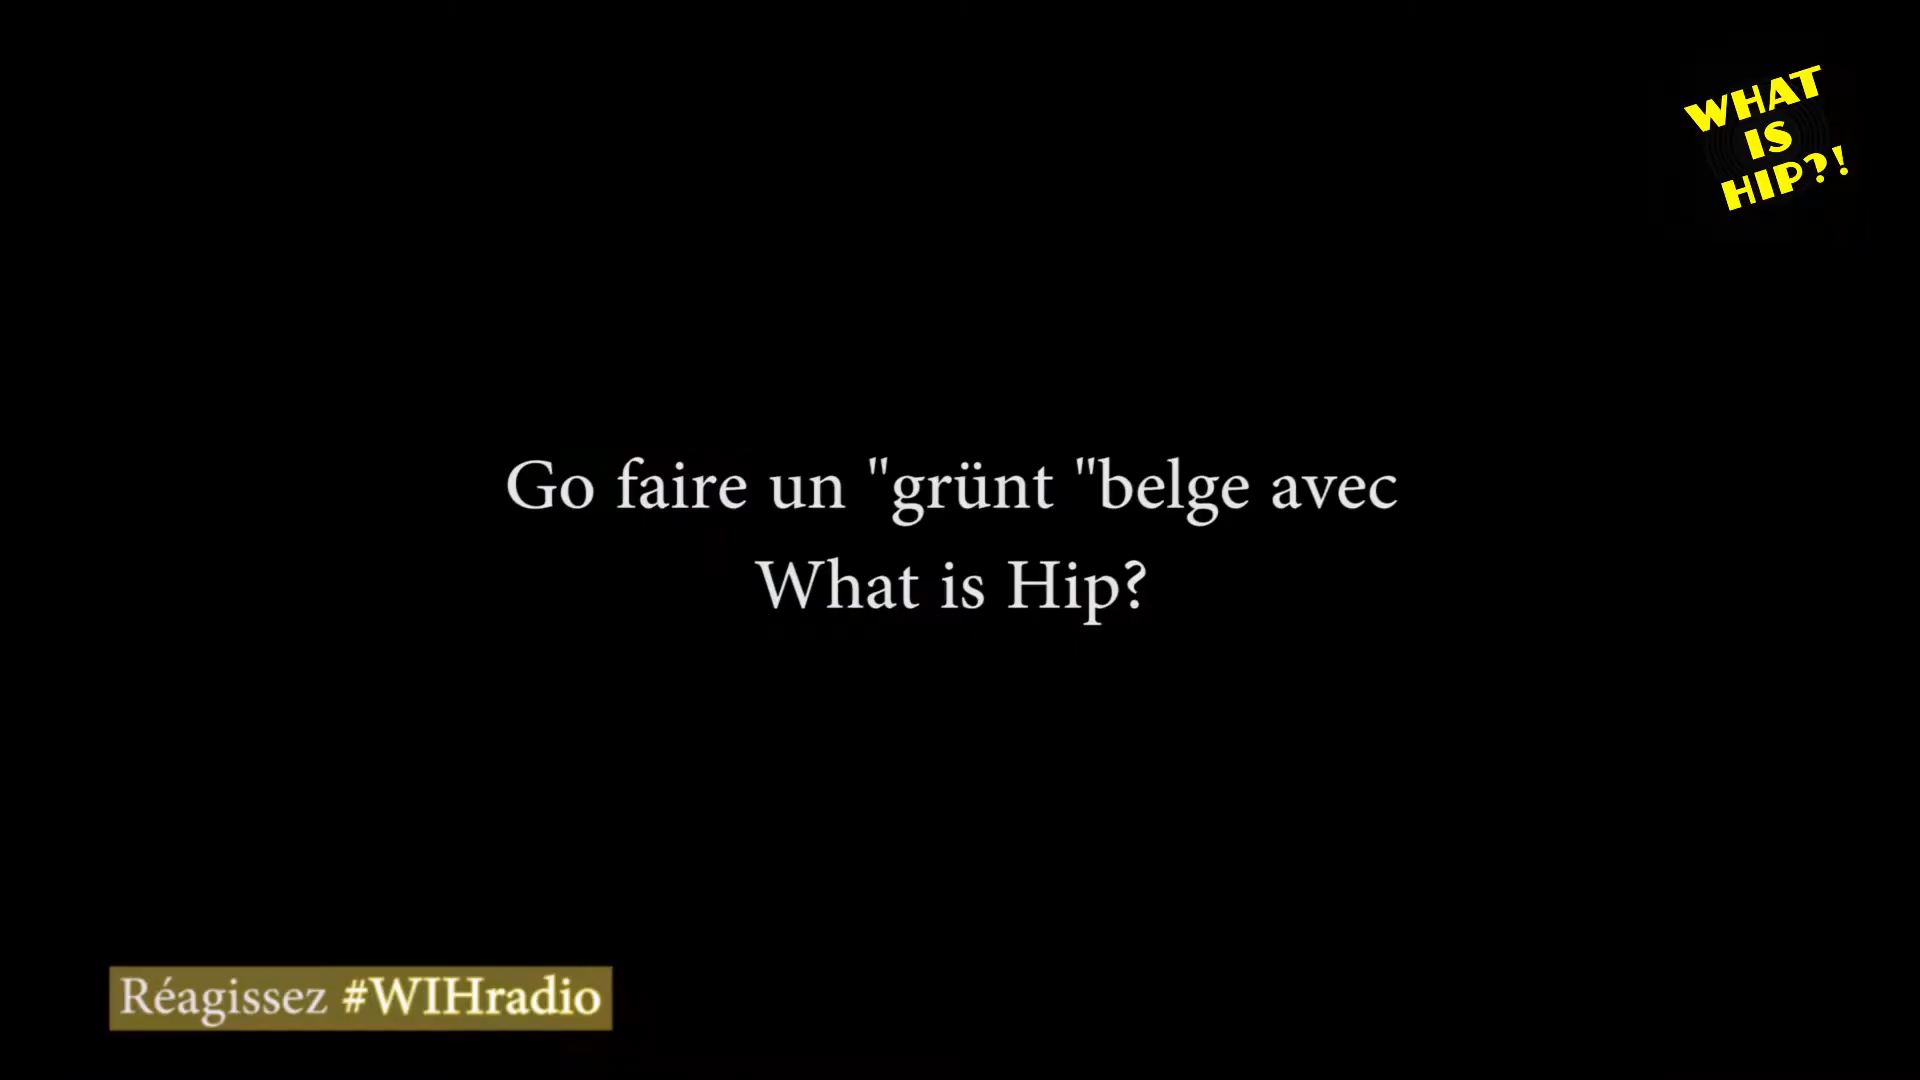 WHAT
IS
HIP?!
Go faire un "grünt "belge avec
What is Hip?
Réagissez #WIHradio